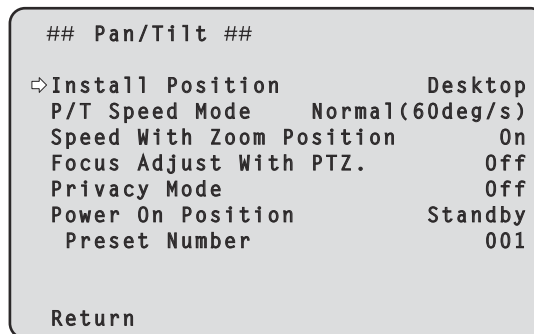 ## Pan/Tilt ##
⇨Install Position Desktop
P/T Speed Mode Normal(60deg/s)
Speed With Zoom Position On
Focus Adjust With PTZ. Off
Privacy Mode Off
Power On Position Standby
Preset Number 001
Return